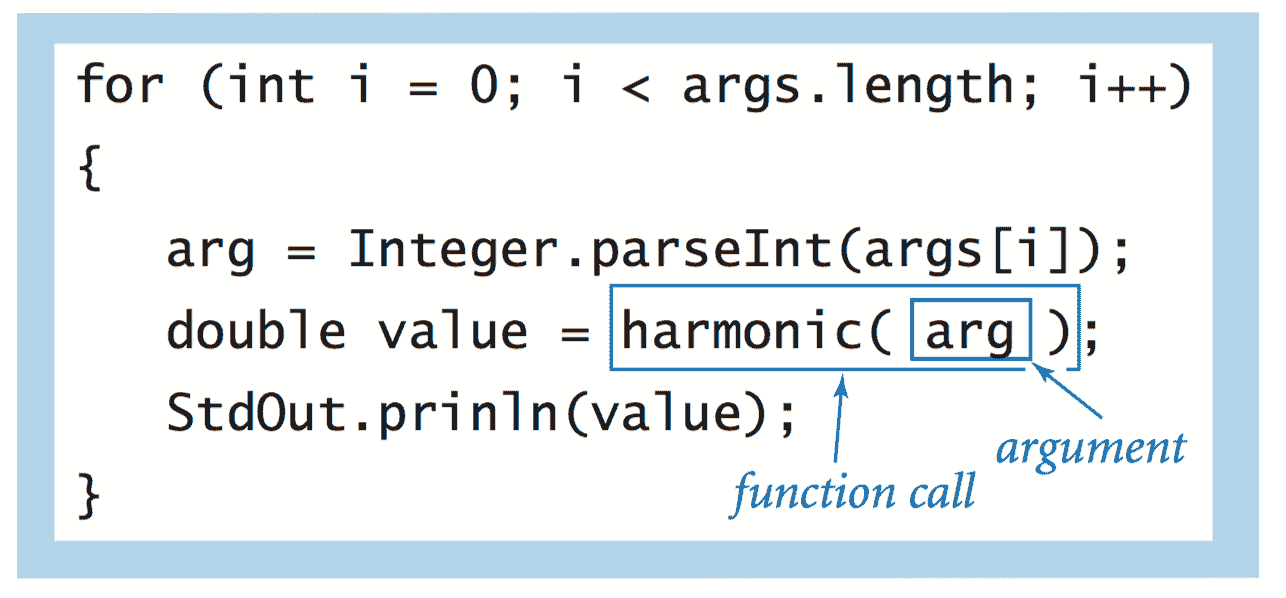 for (int i = 0; i < args.length; i++)
{
arg = Integer.parseInt(args[i]);
double value = harmonic( arg );
StdOut.prinln(value);
argument
function call
}